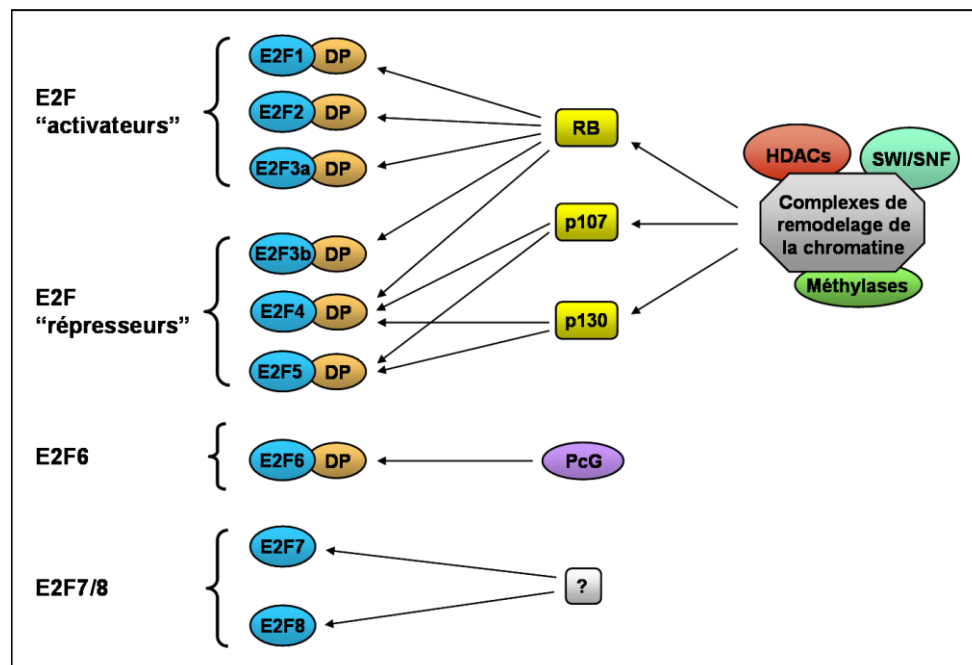 E2F
“activateurs”
E2F1 DP
E2F2 DP
E2F3a DP
E2F
“répresseurs”
E2F3b DP
E2F4 DP
E2F5 DP
E2F6
E2F6 DP
E2F7/8
E2F7
E2F8
RB
p107
p130
PcG
?
HDACs
SWI/SNF
Complexes de
remodelage de
la chromatine
Méthylases